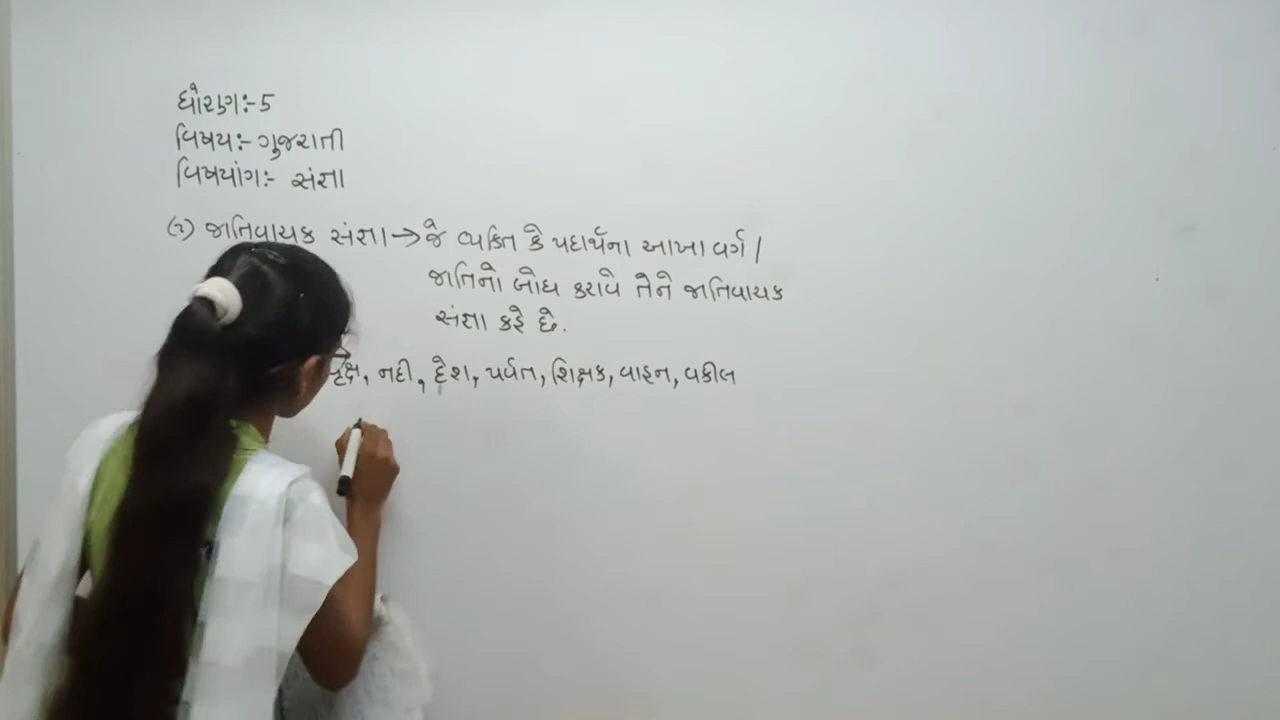 ધોરણ:-5
વિષય:- ગુજરાતી
વિષયાંગ:- સંજ્ઞા
(૨) જાતિવાચક સંજ્ઞા → જે વ્યક્તિ કે પદાર્થના આખા વર્ગ /
જાતિનો બોધ કરાવે તેને જાતિવાચક
સંજ્ઞા કહે છે.
વૃક્ષ, નદી, દેશ, પર્વત, શિક્ષક, વાહન, વકીલ